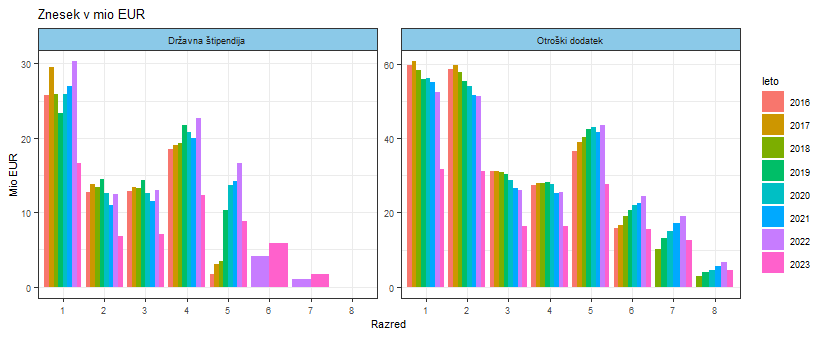 Znesek v mio EUR
Državna štipendija
Otroški dodatek
Mio EUR
30
20
10
0
60
40
20
0
1 2 3 4 5 6 7 8
1 2 3 4 5 6 7 8
Razred
leto
2016
2017
2018
2019
2020
2021
2022
2023